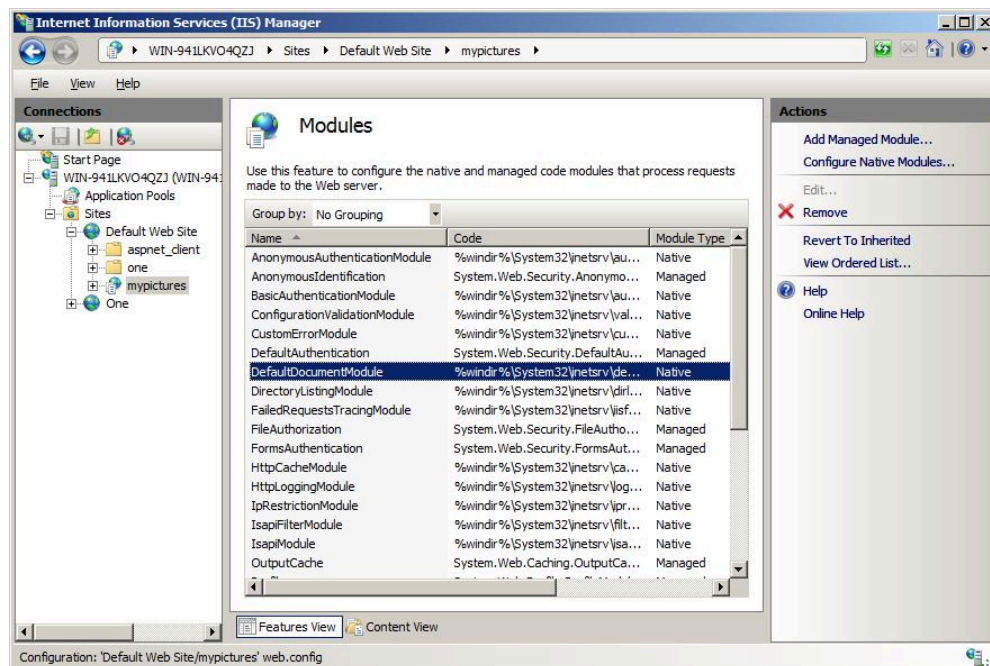 Internet Information Services (IIS) Manager
WIN-941LKVO4QZJ Sites Default Web Site mypictures
File View Help
Connections
Start Page
WIN-941LKVO4QZJ (WIN-941
Application Pools
Sites
Default Web Site
aspnet_client
one
mypictures
One
Modules
Use this feature to configure the native and managed code modules that process requests
made to the Web server.
Group by: No Grouping
Name Code Module Type
AnonymousAuthenticationModule %windir%\System32\inetsrv\au... Native
AnonymousIdentification System.Web.Security.Anonymo... Managed
BasicAuthenticationModule %windir%\System32\inetsrv\au... Native
ConfigurationValidationModule %windir%\System32\inetsrv\val... Native
CustomErrorModule %windir%\System32\inetsrv\cu... Native
DefaultAuthentication System.Web.Security.DefaultAu... Managed
DefaultDocumentModule %windir%\System32\inetsrv\de... Native
DirectoryListingModule %windir%\System32\inetsrv\dirl... Native
FailedRequestsTracingModule %windir%\System32\inetsrv\iisf... Native
FileAuthorization System.Web.Security.FileAutho... Managed
FormsAuthentication System.Web.Security.FormsAut... Managed
HttpCacheModule %windir%\System32\inetsrv\ca... Native
HttpLoggingModule %windir%\System32\inetsrv\log... Native
IpRestrictionModule %windir%\System32\inetsrv\ipr... Native
IsapiFilterModule %windir%\System32\inetsrv\filt... Native
IsapiModule %windir%\System32\inetsrv\isa... Native
OutputCache System.Web.Caching.OutputCa... Managed
Features View Content View
Actions
Add Managed Module...
Configure Native Modules...
Edit...
Remove
Revert To Inherited
View Ordered List...
Help
Online Help
Configuration: 'Default Web Site/mypictures' web.config